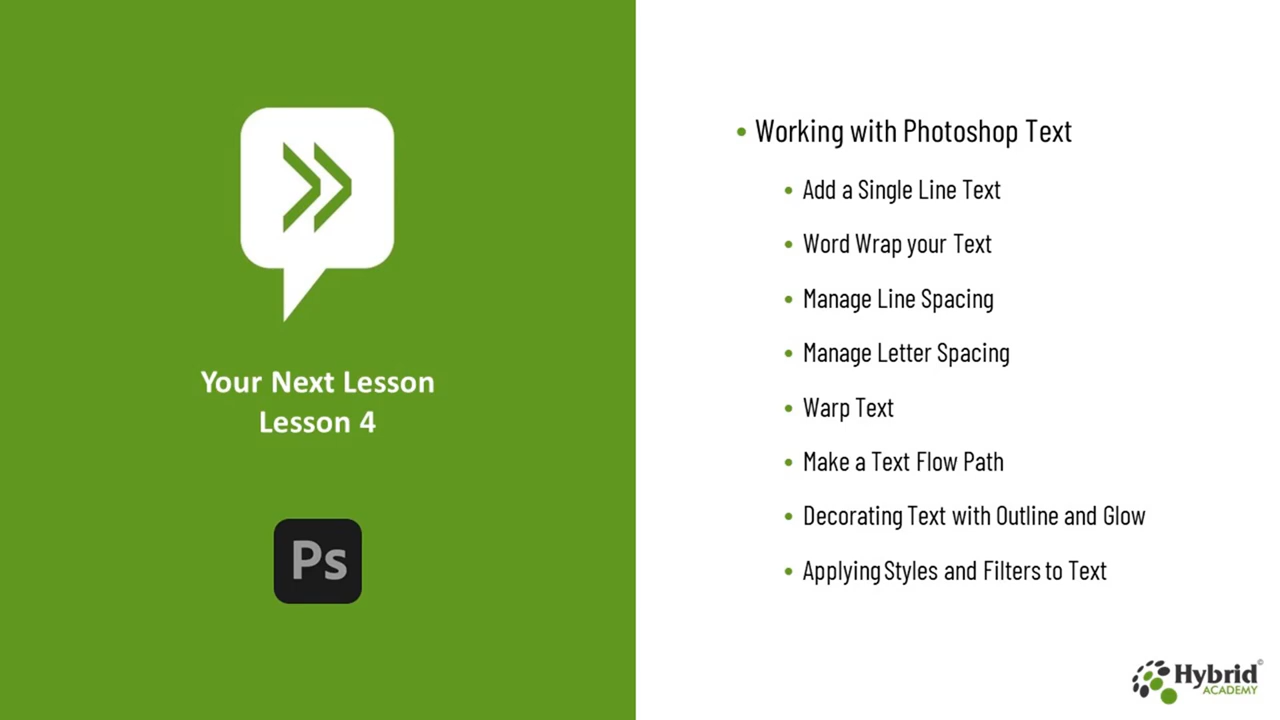 Your Next Lesson
Lesson 4
Ps
• Working with Photoshop Text
• Add a Single Line Text
• Word Wrap your Text
• Manage Line Spacing
• Manage Letter Spacing
• Warp Text
• Make a Text Flow Path
• Decorating Text with Outline and Glow
• Applying Styles and Filters to Text
Hybrid©
ACADEMY